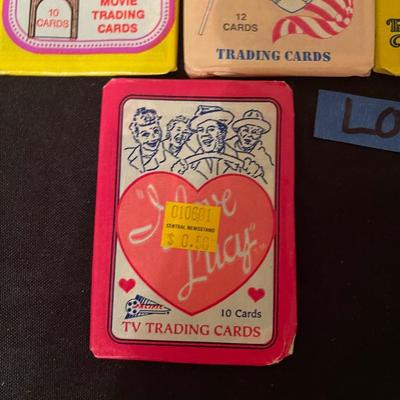 10
CARDS
MOVIE
TRADING
CARDS
12
CARDS
TRADING CARDS
LO
"I Love
Lucy"
010601
CENTRAL NEWSSTAND
$ 0.50
10 Cards
PACIFIC
TV TRADING CARDS